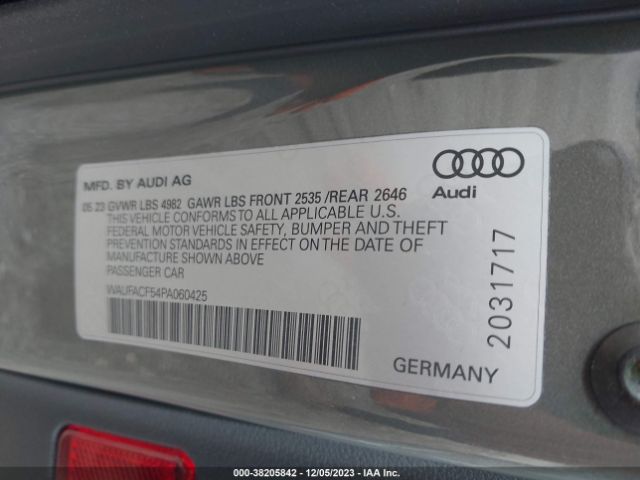 MFD. BY AUDI AG
05 23 GVWR LBS 4982 GAWR LBS FRONT 2535 /REAR 2646
THIS VEHICLE CONFORMS TO ALL APPLICABLE U.S.
FEDERAL MOTOR VEHICLE SAFETY, BUMPER AND THEFT
PREVENTION STANDARDS IN EFFECT ON THE DATE OF
MANUFACTURE SHOWN ABOVE
PASSENGER CAR
WAUFACF54PA060425
Audi
2031717
GERMANY
000-38205842 - 12/05/2023 - IAA Inc.